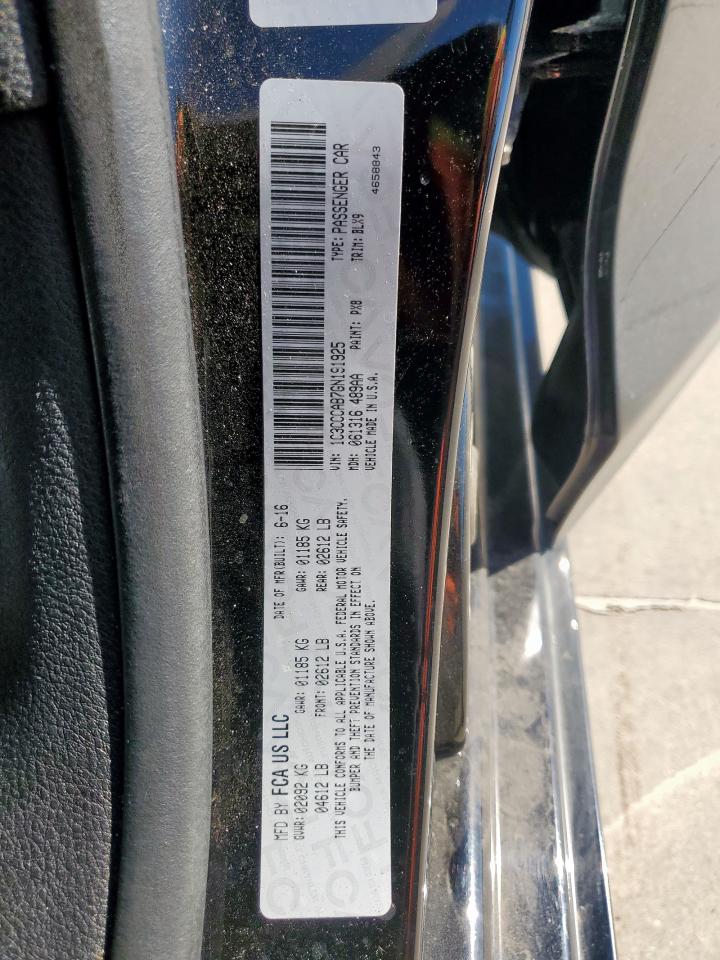 MFD BY FCA US LLC
DATE OF MFR(BUILT): 6-16
GVWR: 02092 KG
GAWR: 01185 KG
GAWR: 01185 KG
04612 LB
FRONT: 02612 LB
REAR: 02612 LB
THIS VEHICLE CONFORMS TO ALL APPLICABLE U.S.A. FEDERAL MOTOR VEHICLE SAFETY,
BUMPER AND THEFT PREVENTION STANDARDS IN EFFECT ON
THE DATE OF MANUFACTURE SHOWN ABOVE.
VIN: 1C3CCCAB7GN191925
TYPE: PASSENGER CAR
MDH: 061316 489AA
PAINT: PX8
TRIM: BLX9
VEHICLE MADE IN U.S.A.
4658843